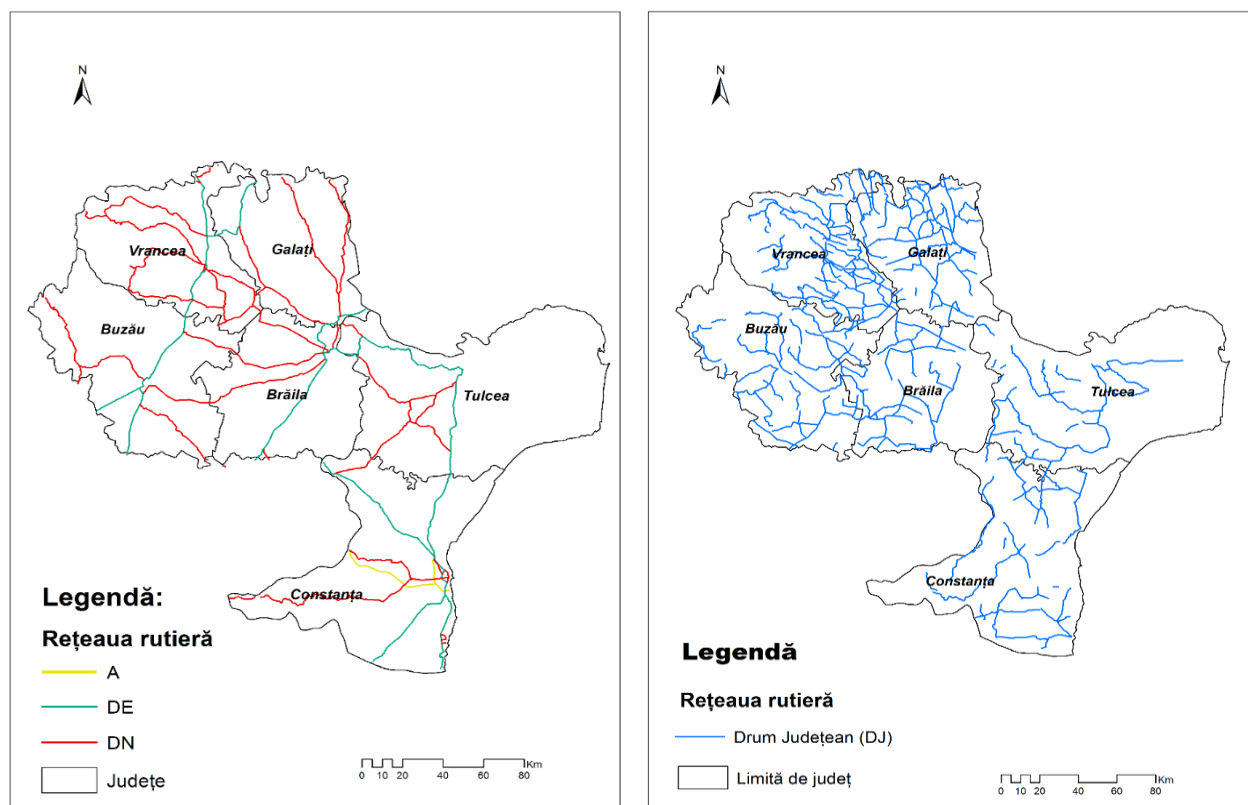 N
Vrancea
Galați
Buzău
Brăila
Tulcea
Constanța
Legendă:
Rețeaua rutieră
A
DE
DN
Județe
Km
0 10 20 40 60 80
N
Vrancea
Galați
Buzău
Brăila
Tulcea
Constanța
Legendă
Rețeaua rutieră
Drum Județean (DJ)
Limită de județ
Km
0 10 20 40 60 80